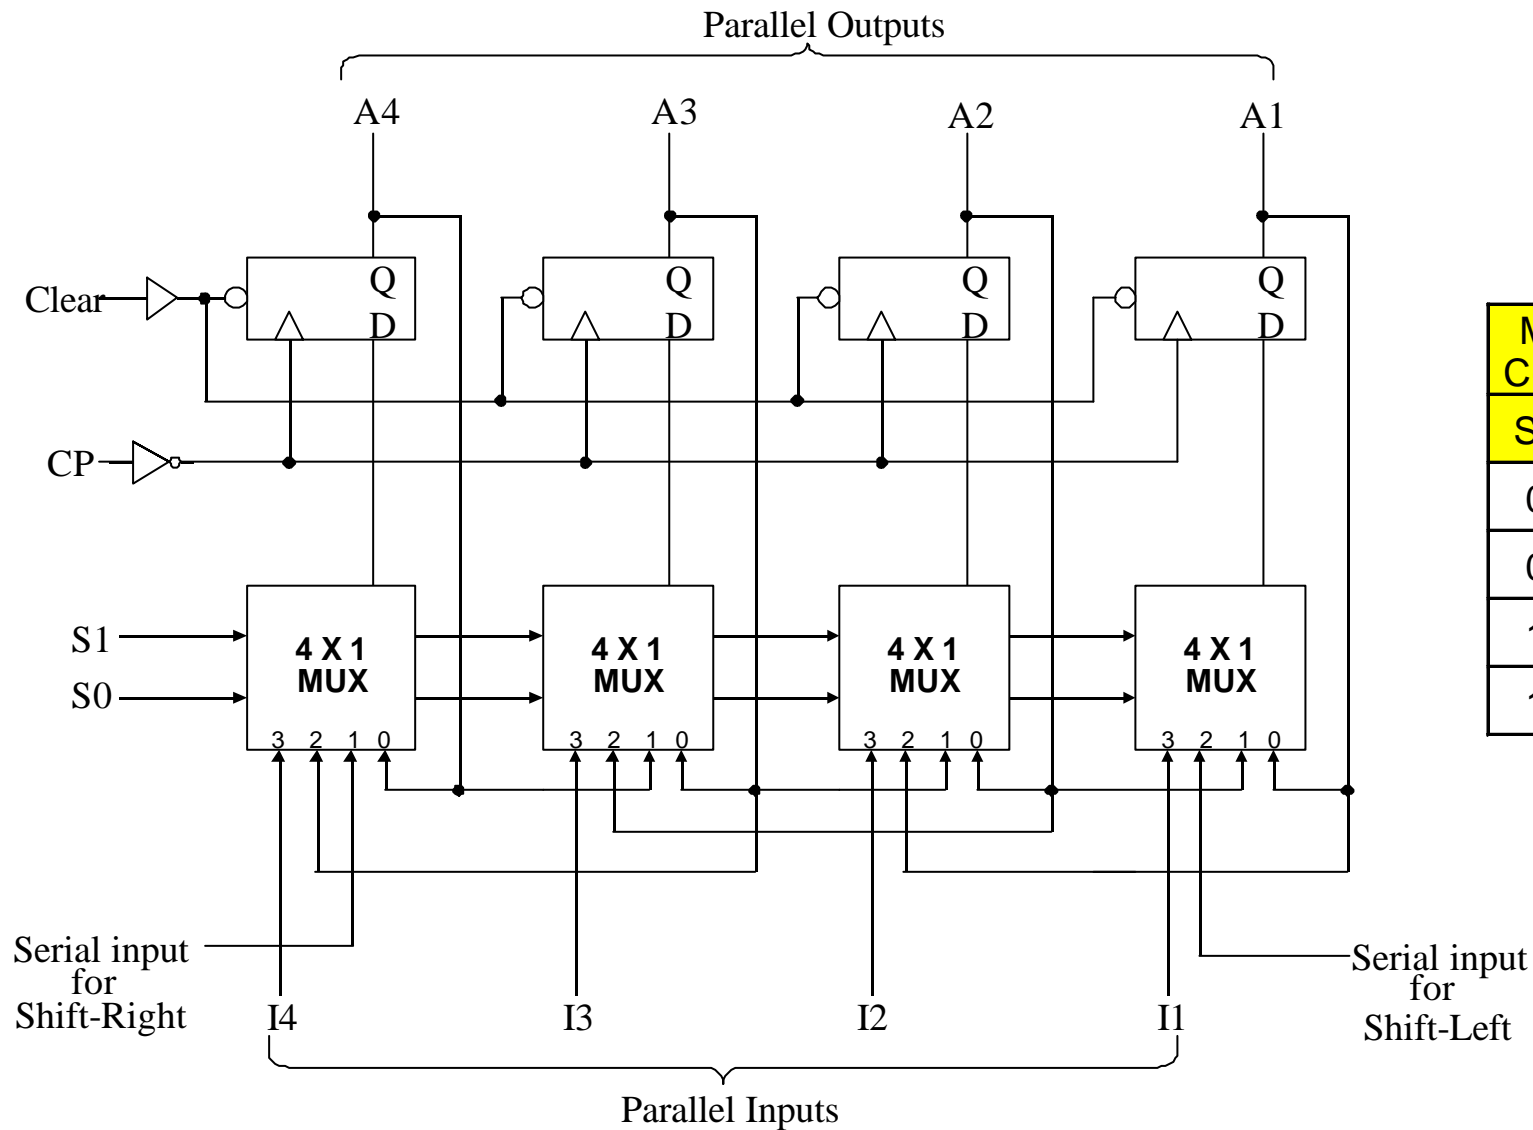 Parallel Outputs
A4 A3 A2 A1
Q Q Q Q
Clear
D D D D
CP
S1
4 X 1 4 X 1 4 X 1 4 X 1
MUX MUX MUX MUX
S0
3 2 1 0 3 2 1 0 3 2 1 0 3 2 1 0
Serial input
for
Shift-Right
I4 I3 I2 I1
Serial input
for
Shift-Left
Parallel Inputs